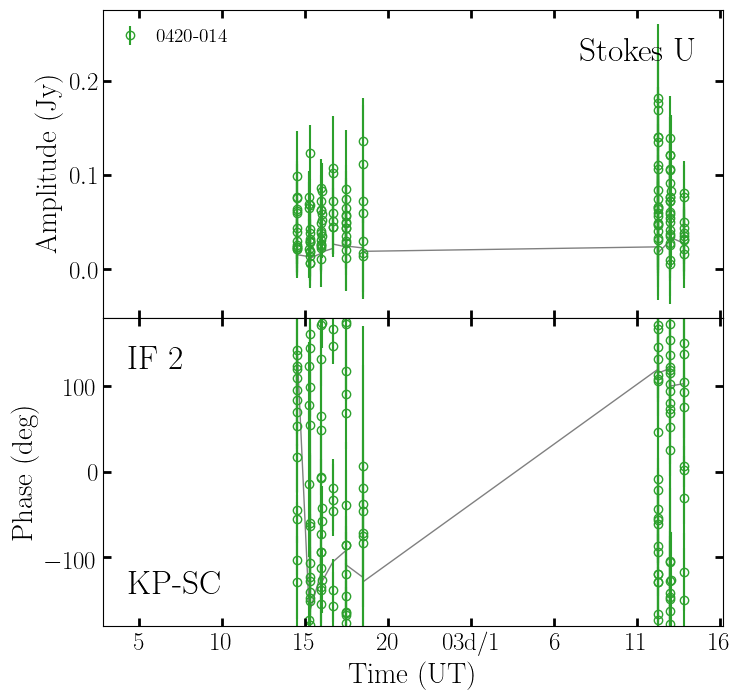 0420-014
Stokes U
Amplitude (Jy)
0.2
0.1
0.0
IF 2
KP-SC
Phase (deg)
100
0
−100
5 10 15 20 03d/1 6 11 16
Time (UT)